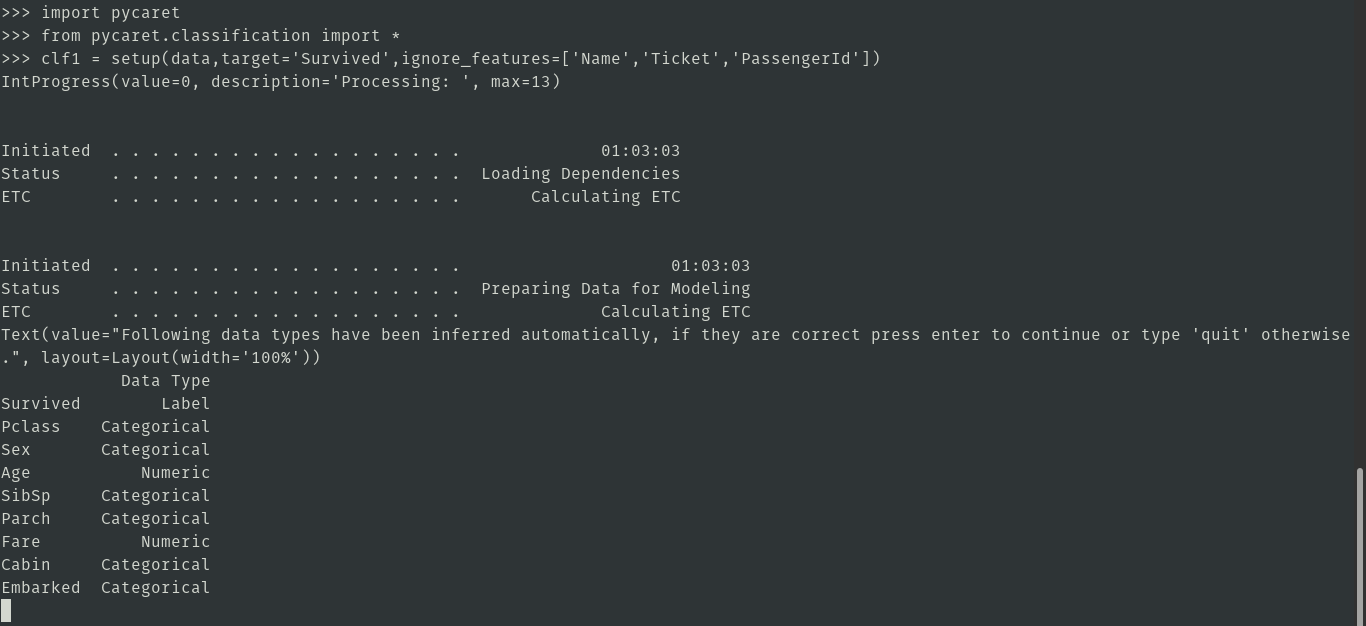 >>> import pycaret
>>> from pycaret.classification import *
>>> clf1 = setup(data,target='Survived',ignore_features=['Name','Ticket','PassengerId'])
IntProgress(value=0, description='Processing: ', max=13)
Initiated  . . . . . . . . . . . . . . . . . .              01:03:03
Status     . . . . . . . . . . . . . . . . . .  Loading Dependencies
ETC        . . . . . . . . . . . . . . . . . .       Calculating ETC
Initiated  . . . . . . . . . . . . . . . . . .                     01:03:03
Status     . . . . . . . . . . . . . . . . . .  Preparing Data for Modeling
ETC        . . . . . . . . . . . . . . . . . .              Calculating ETC
Text(value="Following data types have been inferred automatically, if they are correct press enter to continue or type 'quit' otherwise
.", layout=Layout(width='100%'))
            Data Type
Survived        Label
Pclass    Categorical
Sex       Categorical
Age           Numeric
SibSp     Categorical
Parch     Categorical
Fare          Numeric
Cabin     Categorical
Embarked  Categorical